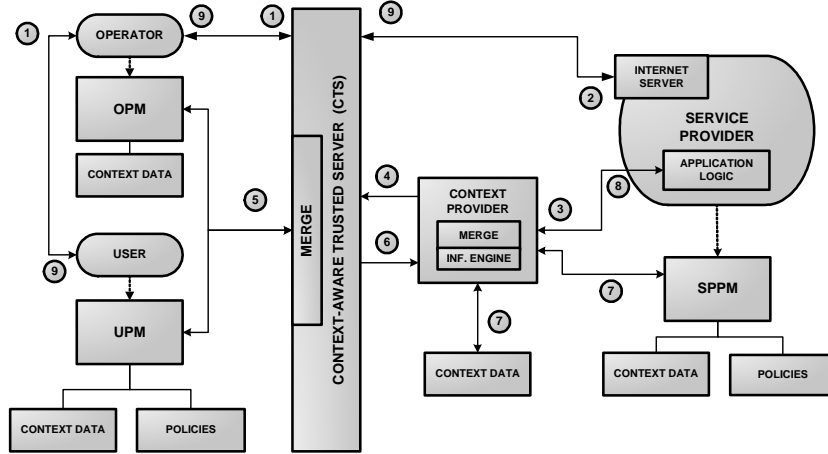 9
1
9
1
OPERATOR
INTERNET
SERVER
2
SERVICE
PROVIDER
OPM
CONTEXT DATA
APPLICATION
LOGIC
8
4
CONTEXT
PROVIDER
3
5
MERGE
CONTEXT-AWARE TRUSTED SERVER (CTS)
MERGE
INF. ENGINE
6
USER
9
7
SPPM
UPM
7
CONTEXT DATA
CONTEXT DATA
POLICIES
CONTEXT DATA
POLICIES